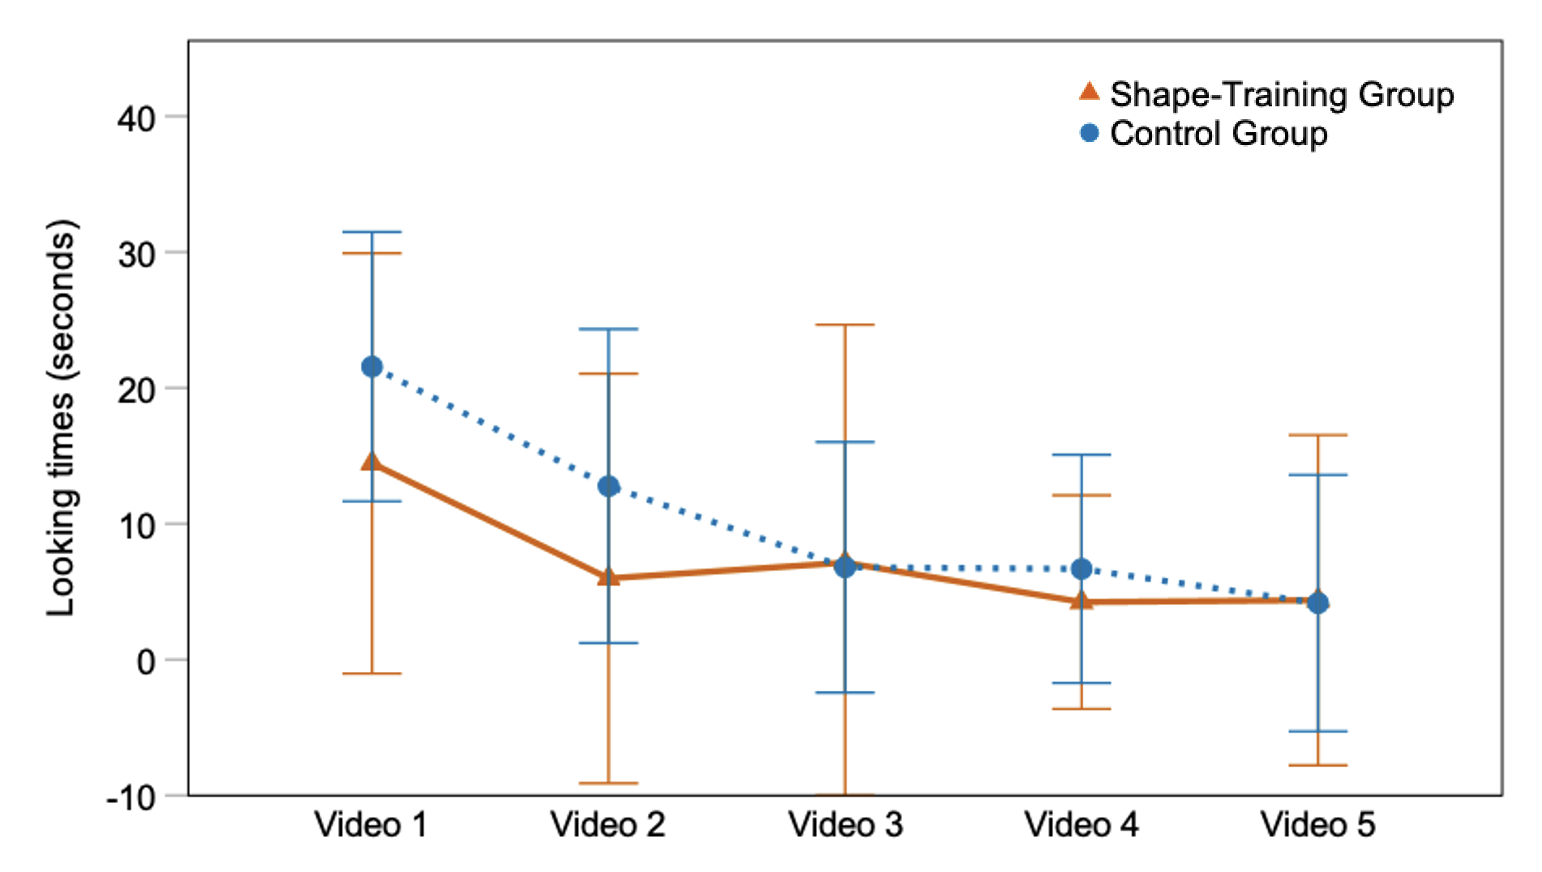 Shape-Training Group
Control Group
Looking times (seconds)
40
30
20
10
0
-10
Video 1
Video 2
Video 3
Video 4
Video 5